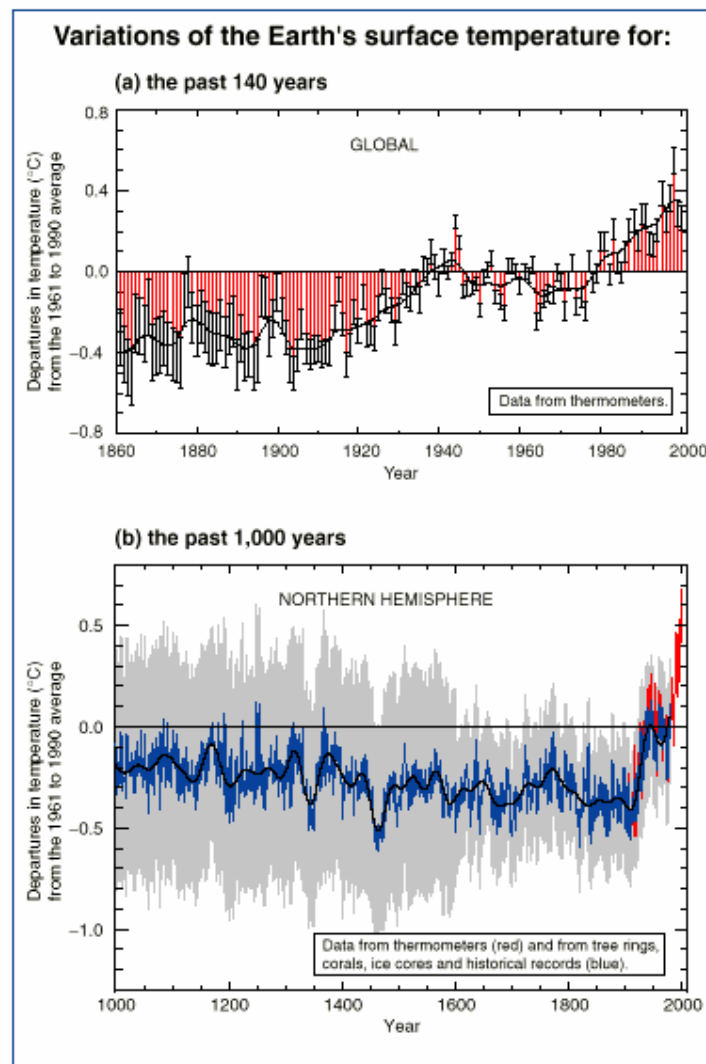 Variations of the Earth's surface temperature for:
(a) the past 140 years
Departures in temperature (°C)
from the 1961 to 1990 average
0.8
0.4
0.0
−0.4
−0.8
GLOBAL
Data from thermometers.
1860 1880 1900 1920 1940 1960 1980 2000
Year
(b) the past 1,000 years
Departures in temperature (°C)
from the 1961 to 1990 average
0.5
0.0
−0.5
−1.0
NORTHERN HEMISPHERE
Data from thermometers (red) and from tree rings,
corals, ice cores and historical records (blue).
1000 1200 1400 1600 1800 2000
Year